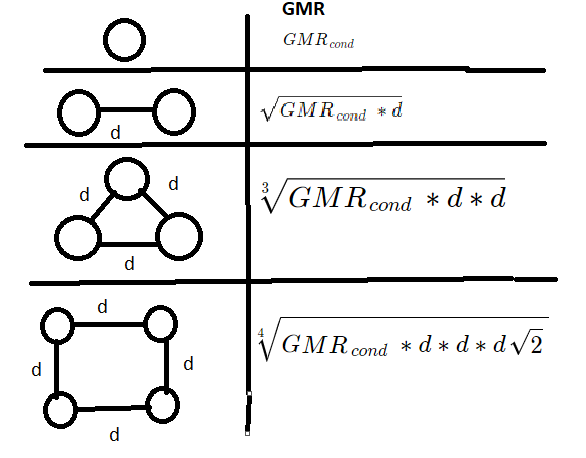 GMR
GMR_cond
√GMR_cond * d
d
d d
∛GMR_cond * d * d
d
d
∜GMR_cond * d * d * d√2
d d
d